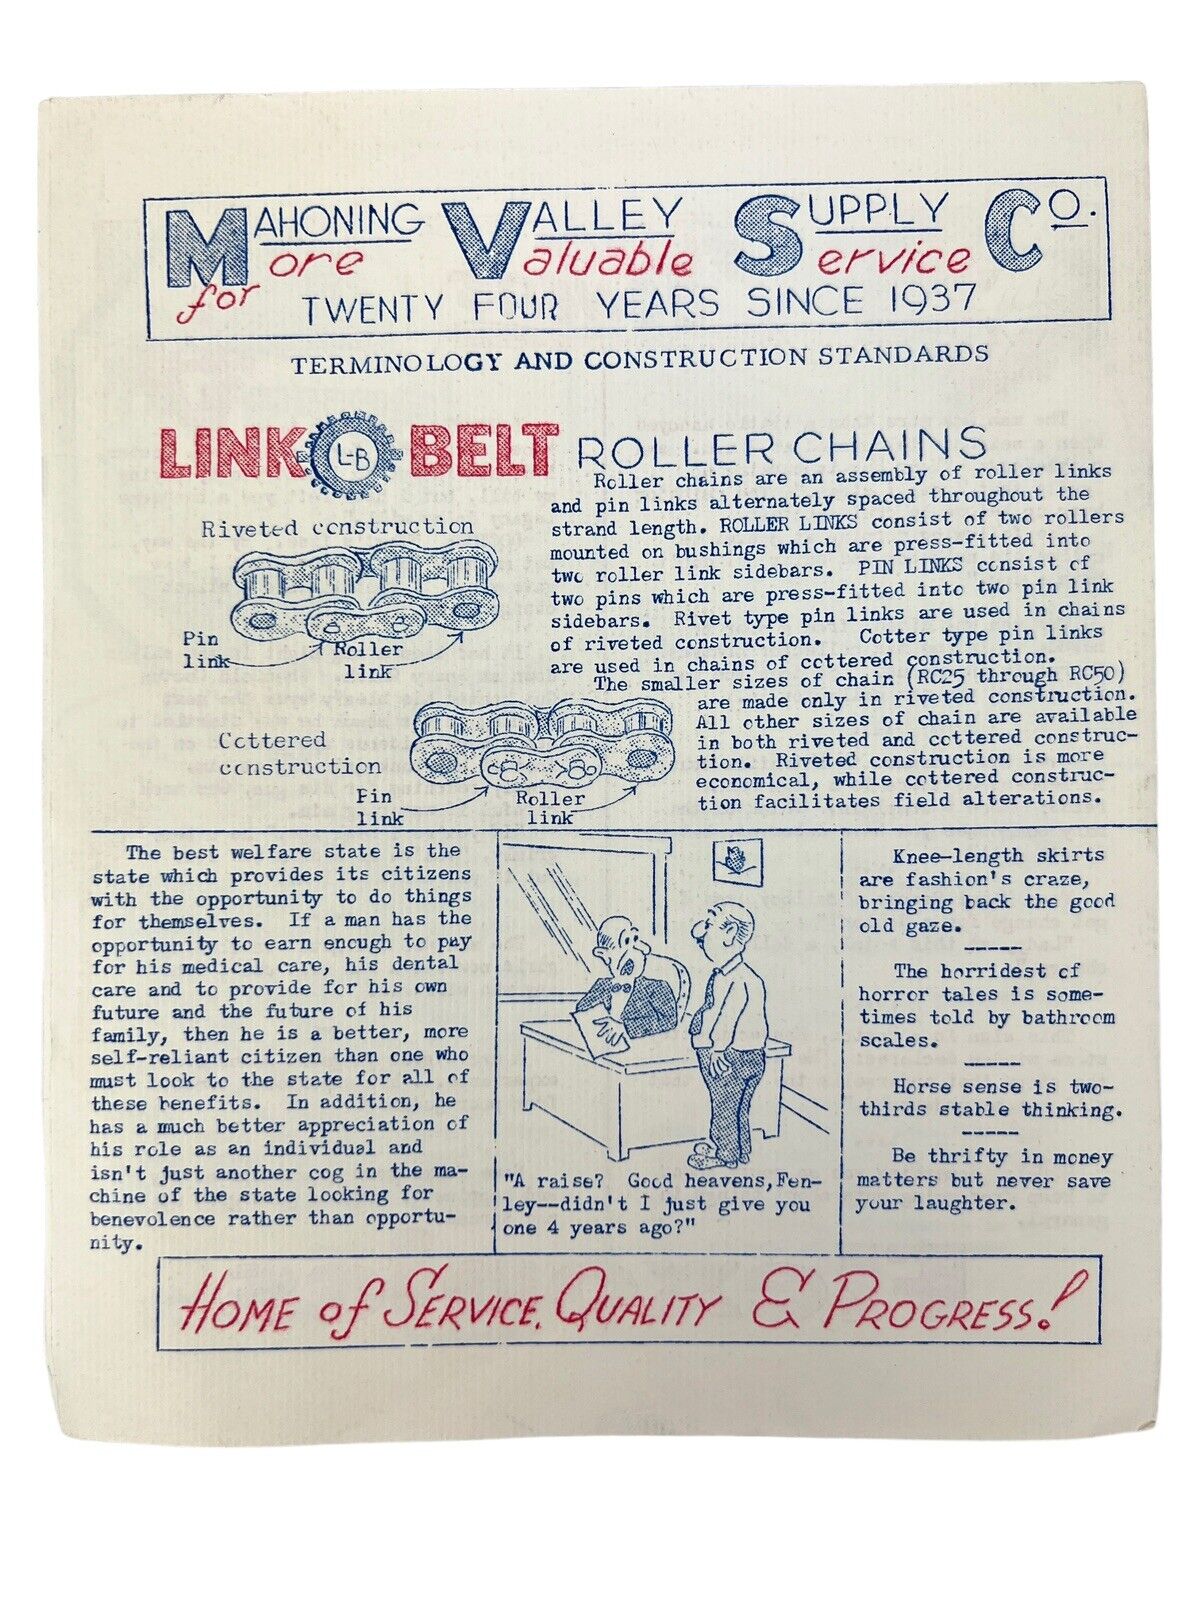 MAHONING VALLEY SUPPLY CO.
More Valuable Service
for TWENTY FOUR YEARS SINCE 1937
TERMINOLOGY AND CONSTRUCTION STANDARDS
LINK L-B BELT ROLLER CHAINS
Roller chains are an assembly of roller links
and pin links alternately spaced throughout the
strand length. ROLLER LINKS consist of two rollers
mounted on bushings which are press-fitted into
two roller link sidebars. PIN LINKS consist of
two pins which are press-fitted into two pin link
sidebars. Rivet type pin links are used in chains
of riveted construction. Cotter type pin links
are used in chains of cottered construction.
The smaller sizes of chain (RC25 through RC50)
are made only in riveted construction.
All other sizes of chain are available
in both riveted and cottered construc-
tion. Riveted construction is more
economical, while cottered construc-
tion facilitates field alterations.
Riveted construction
Pin
link
Roller
link
Cottered
construction
Pin
link
Roller
link
The best welfare state is the
state which provides its citizens
with the opportunity to do things
for themselves. If a man has the
opportunity to earn enough to pay
for his medical care, his dental
care and to provide for his own
future and the future of his
family, then he is a better, more
self-reliant citizen than one who
must look to the state for all of
these benefits. In addition, he
has a much better appreciation of
his role as an individual and
isn't just another cog in the ma-
chine of the state looking for
benevolence rather than opportu-
nity.
"A raise? Good heavens, Fen-
ley--didn't I just give you
one 4 years ago?"
Knee-length skirts
are fashion's craze,
bringing back the good
old gaze.
-----
The horridest of
horror tales is some-
times told by bathroom
scales.
-----
Horse sense is two-
thirds stable thinking.
-----
Be thrifty in money
matters but never save
your laughter.
HOME of SERVICE, QUALITY & PROGRESS!